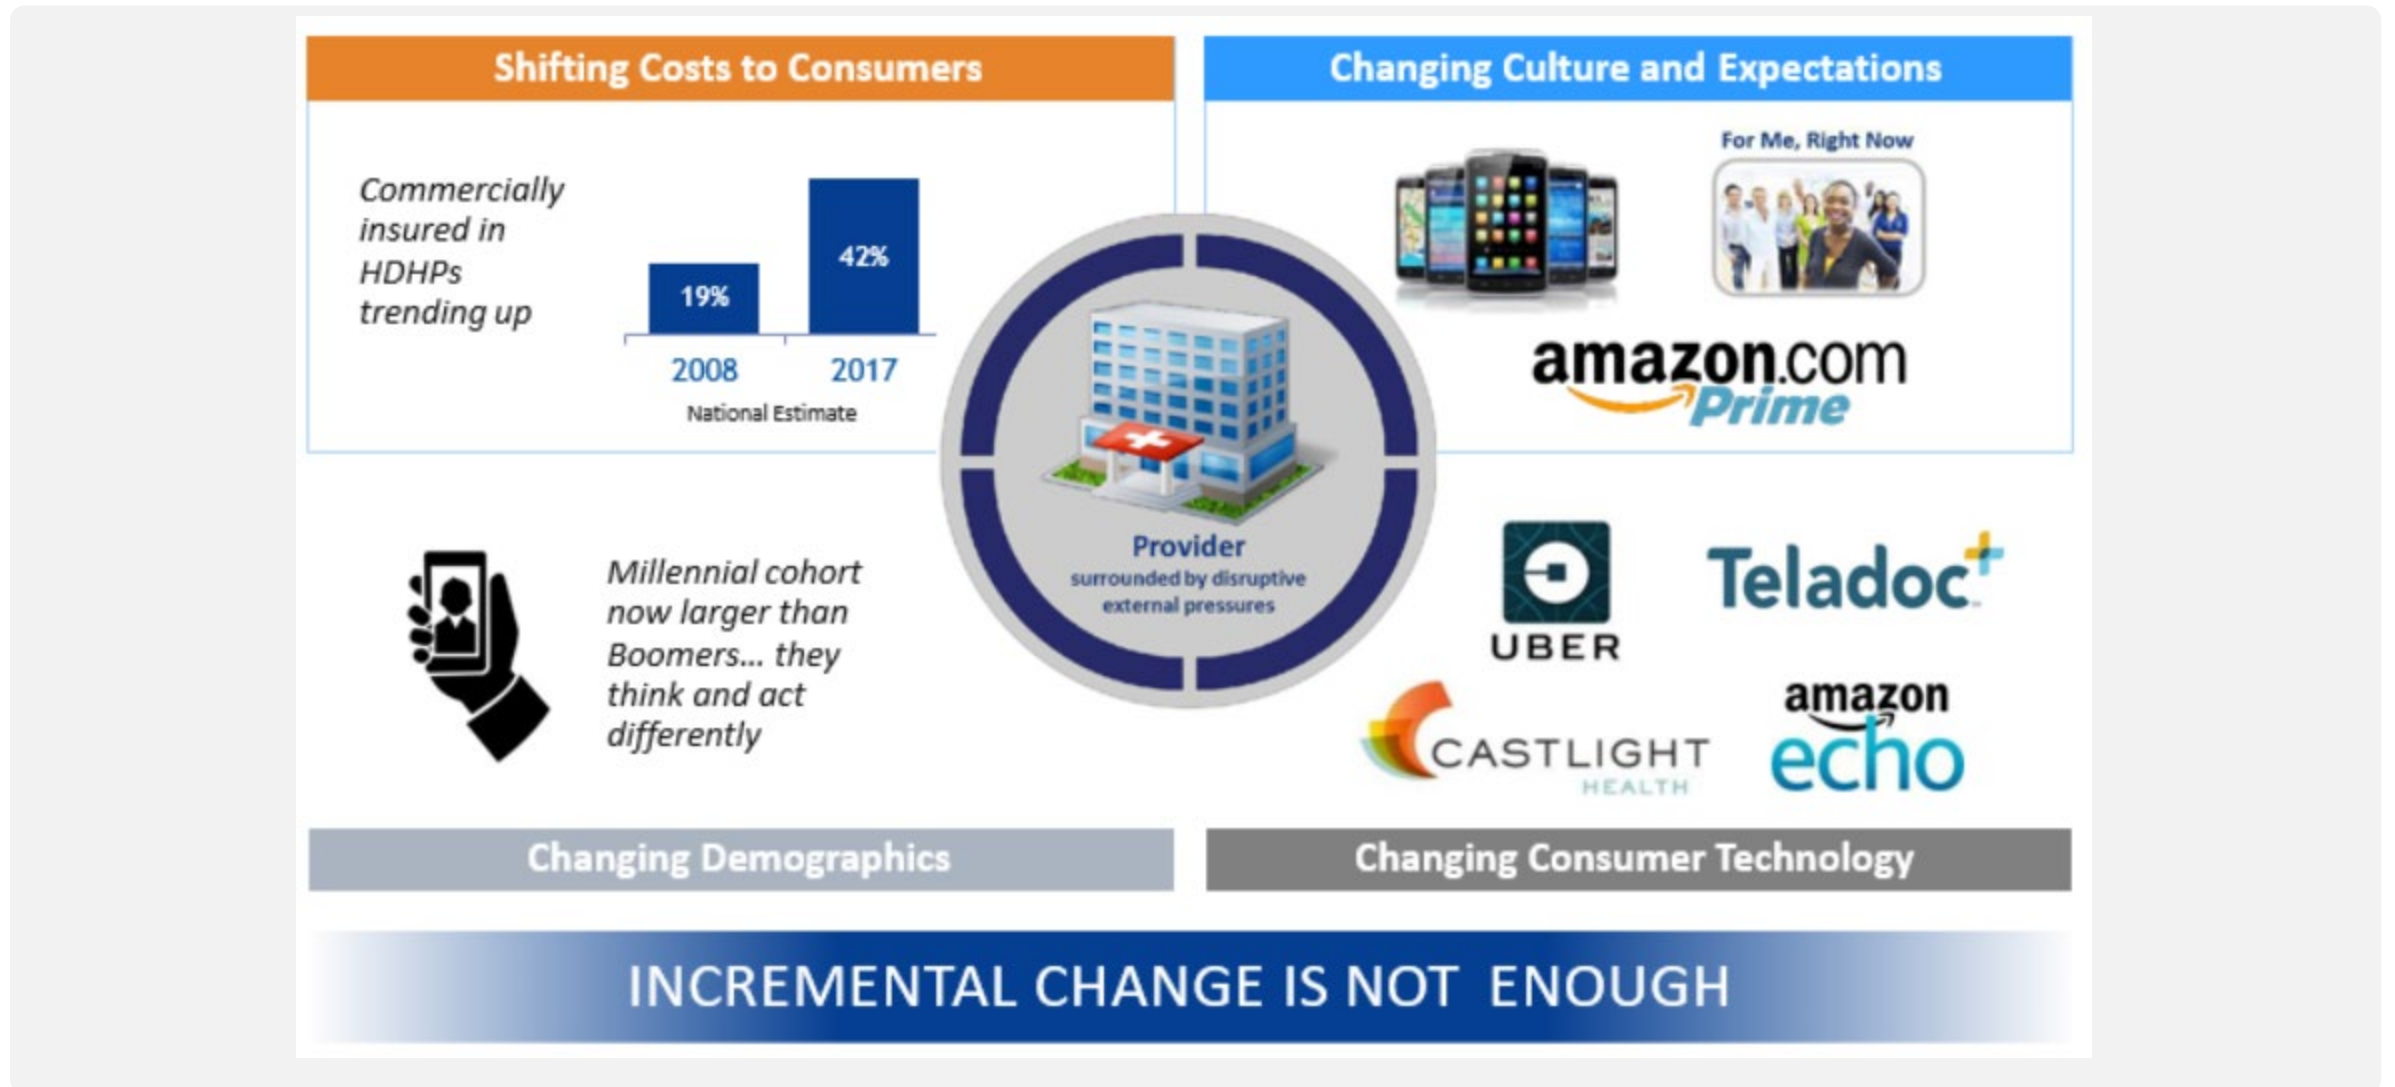 Shifting Costs to Consumers
Commercially
insured in
HDHPs
trending up
19%
42%
2008
2017
National Estimate
Changing Culture and Expectations
For Me, Right Now
amazon.com
Prime
Provider
surrounded by disruptive
external pressures
Millennial cohort
now larger than
Boomers... they
think and act
differently
Changing Demographics
UBER
Teladoc
CASTLIGHT
HEALTH
amazon
echo
Changing Consumer Technology
INCREMENTAL CHANGE IS NOT ENOUGH